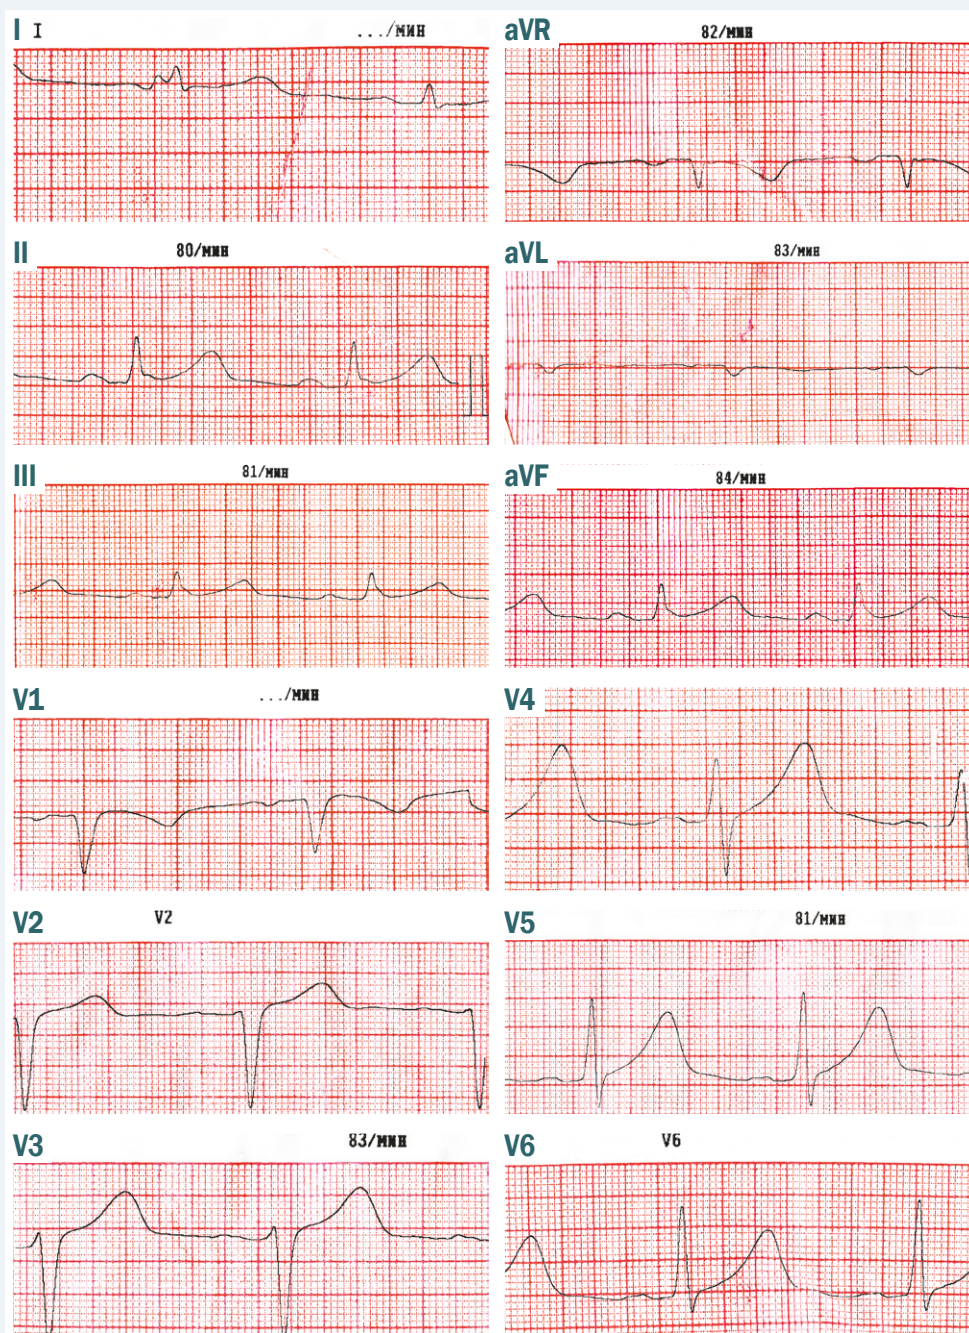 I I .../мин
aVR 82/мин
II 80/мин
aVL 83/мин
III 81/мин
aVF 84/мин
V1 .../мин
V4
V2 V2
V5 81/мин
V3 83/мин
V6 V6